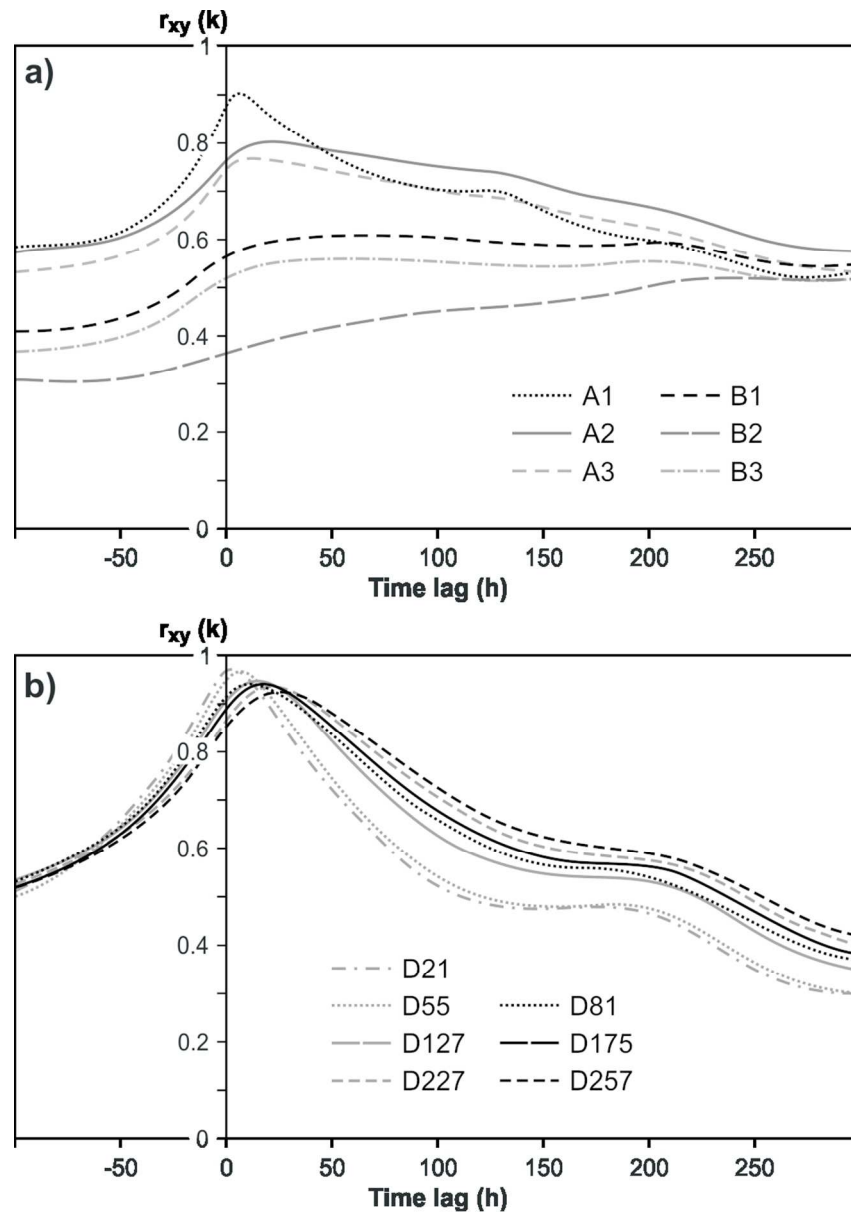 r_xy (k)
a)
1
0.8
0.6
0.4
0.2
0
A1 B1
A2 B2
A3 B3
-50 0 50 100 150 200 250
Time lag (h)
r_xy (k)
b)
1
0.8
0.6
0.4
0.2
0
D21
D55 D81
D127 D175
D227 D257
-50 0 50 100 150 200 250
Time lag (h)